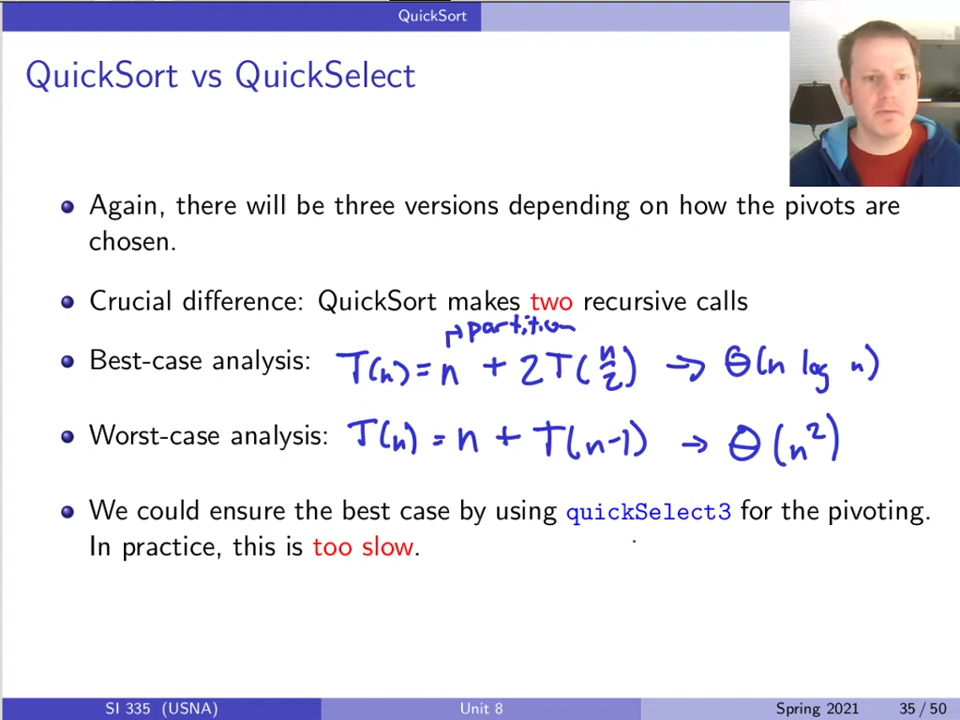 QuickSort
QuickSort vs QuickSelect
Again, there will be three versions depending on how the pivots are
chosen.
Crucial difference: QuickSort makes two recursive calls
↦ partition
Best-case analysis: T(n) = n + 2T(n/2) → Θ(n log n)
Worst-case analysis: T(n) = n + T(n-1) → Θ(n²)
We could ensure the best case by using quickSelect3 for the pivoting.
In practice, this is too slow.
SI 335 (USNA) Unit 8 Spring 2021 35 / 50